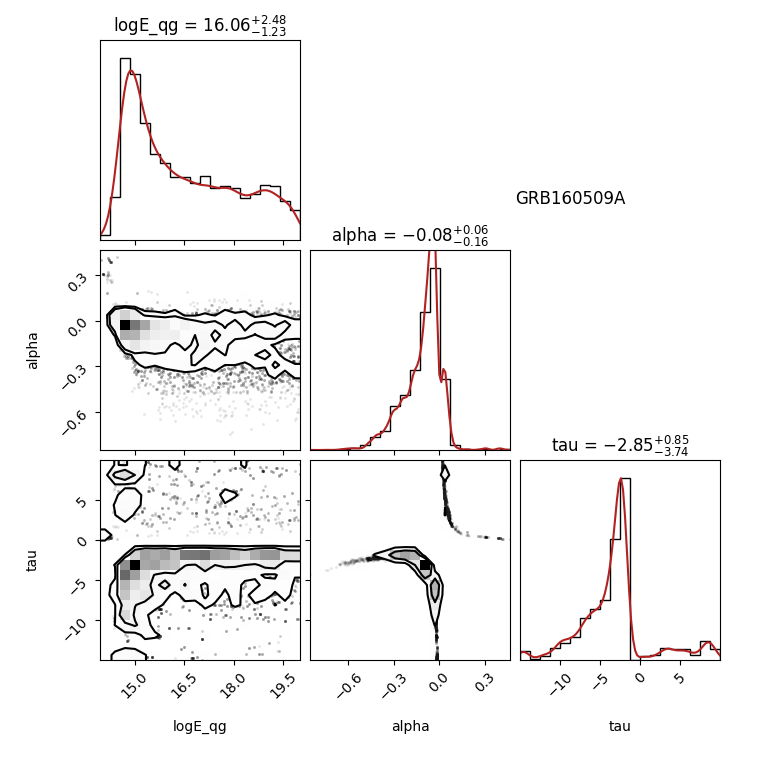 logE_qg = 16.06+2.48−1.23
GRB160509A
alpha = −0.08+0.06−0.16
0.3
0.0
−0.3
−0.6
alpha
tau = −2.85+0.85−3.74
5
0
−5
−10
tau
15.0 16.5 18.0 19.5
−0.6 −0.3 0.0 0.3
−10 −5 0 5
logE_qg alpha tau